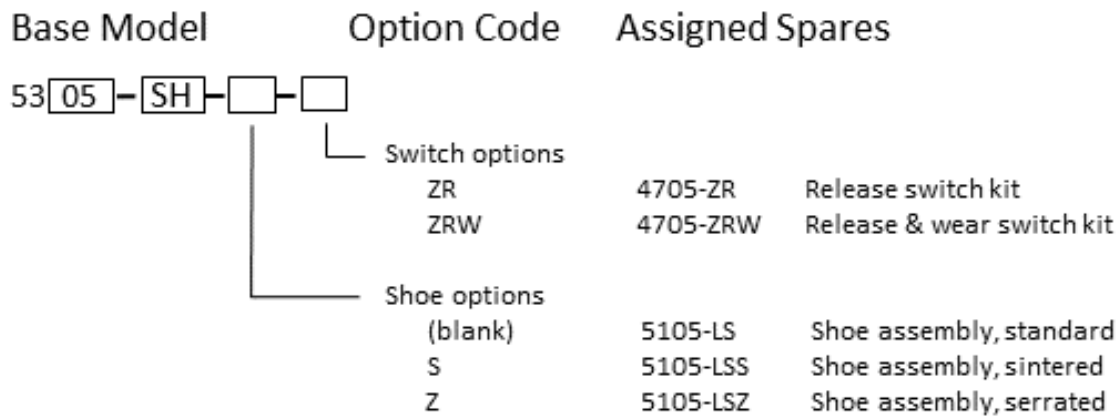 Base Model Option Code Assigned Spares
53 05 – SH – –
Switch options
ZR 4705-ZR Release switch kit
ZRW 4705-ZRW Release & wear switch kit
Shoe options
(blank) 5105-LS Shoe assembly, standard
S 5105-LSS Shoe assembly, sintered
Z 5105-LSZ Shoe assembly, serrated